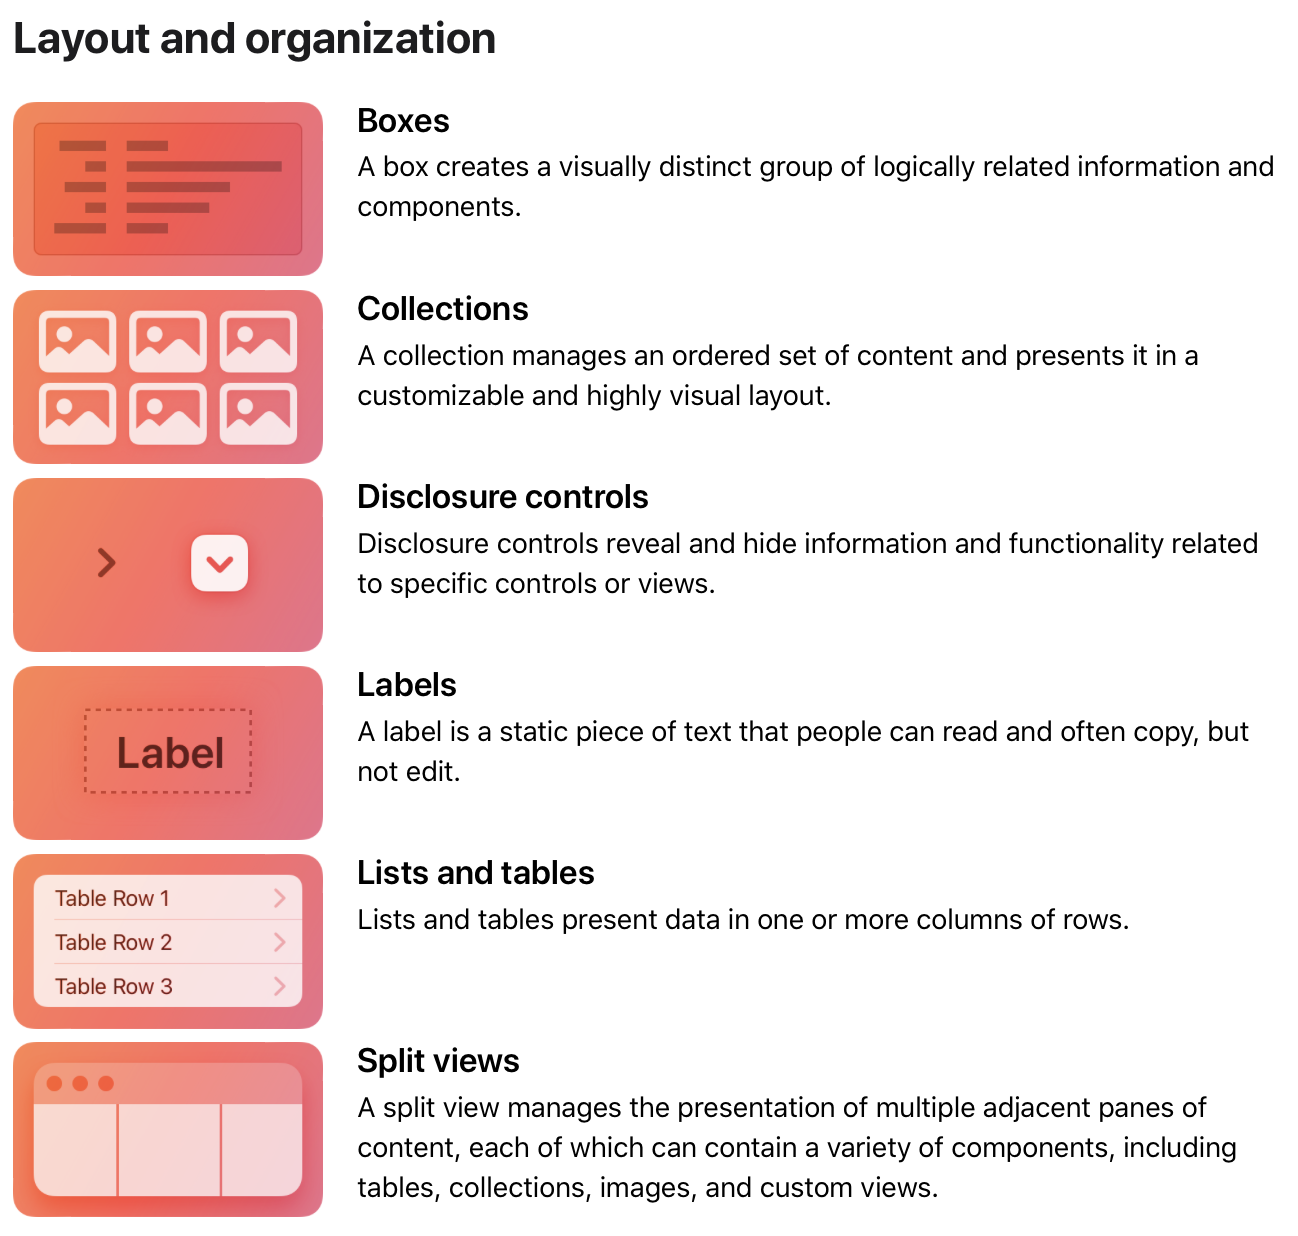 Layout and organization
Boxes
A box creates a visually distinct group of logically related information and
components.
Collections
A collection manages an ordered set of content and presents it in a
customizable and highly visual layout.
Disclosure controls
Disclosure controls reveal and hide information and functionality related
to specific controls or views.
Label
Labels
A label is a static piece of text that people can read and often copy, but
not edit.
Table Row 1
Table Row 2
Table Row 3
Lists and tables
Lists and tables present data in one or more columns of rows.
Split views
A split view manages the presentation of multiple adjacent panes of
content, each of which can contain a variety of components, including
tables, collections, images, and custom views.